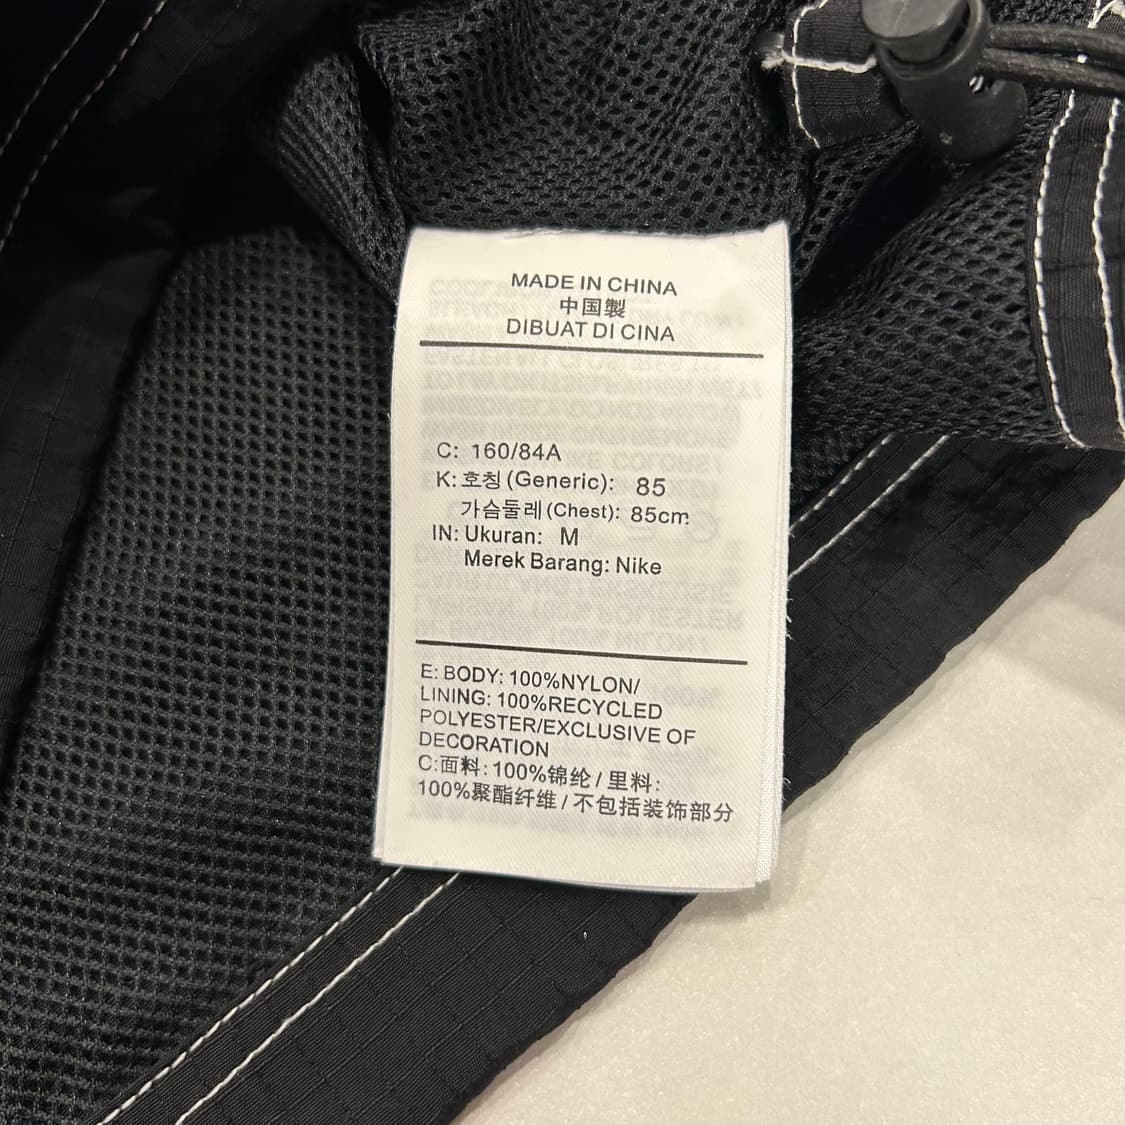 MADE IN CHINA
中国製
DIBUAT DI CINA
C: 160/84A
K: 호칭 (Generic): 85
가슴둘레 (Chest): 85cm
IN: Ukuran: M
Merek Barang: Nike
E: BODY: 100%NYLON/
LINING: 100%RECYCLED
POLYESTER/EXCLUSIVE OF
DECORATION
C:面料: 100%锦纶 / 里料:
100%聚酯纤维 / 不包括装饰部分